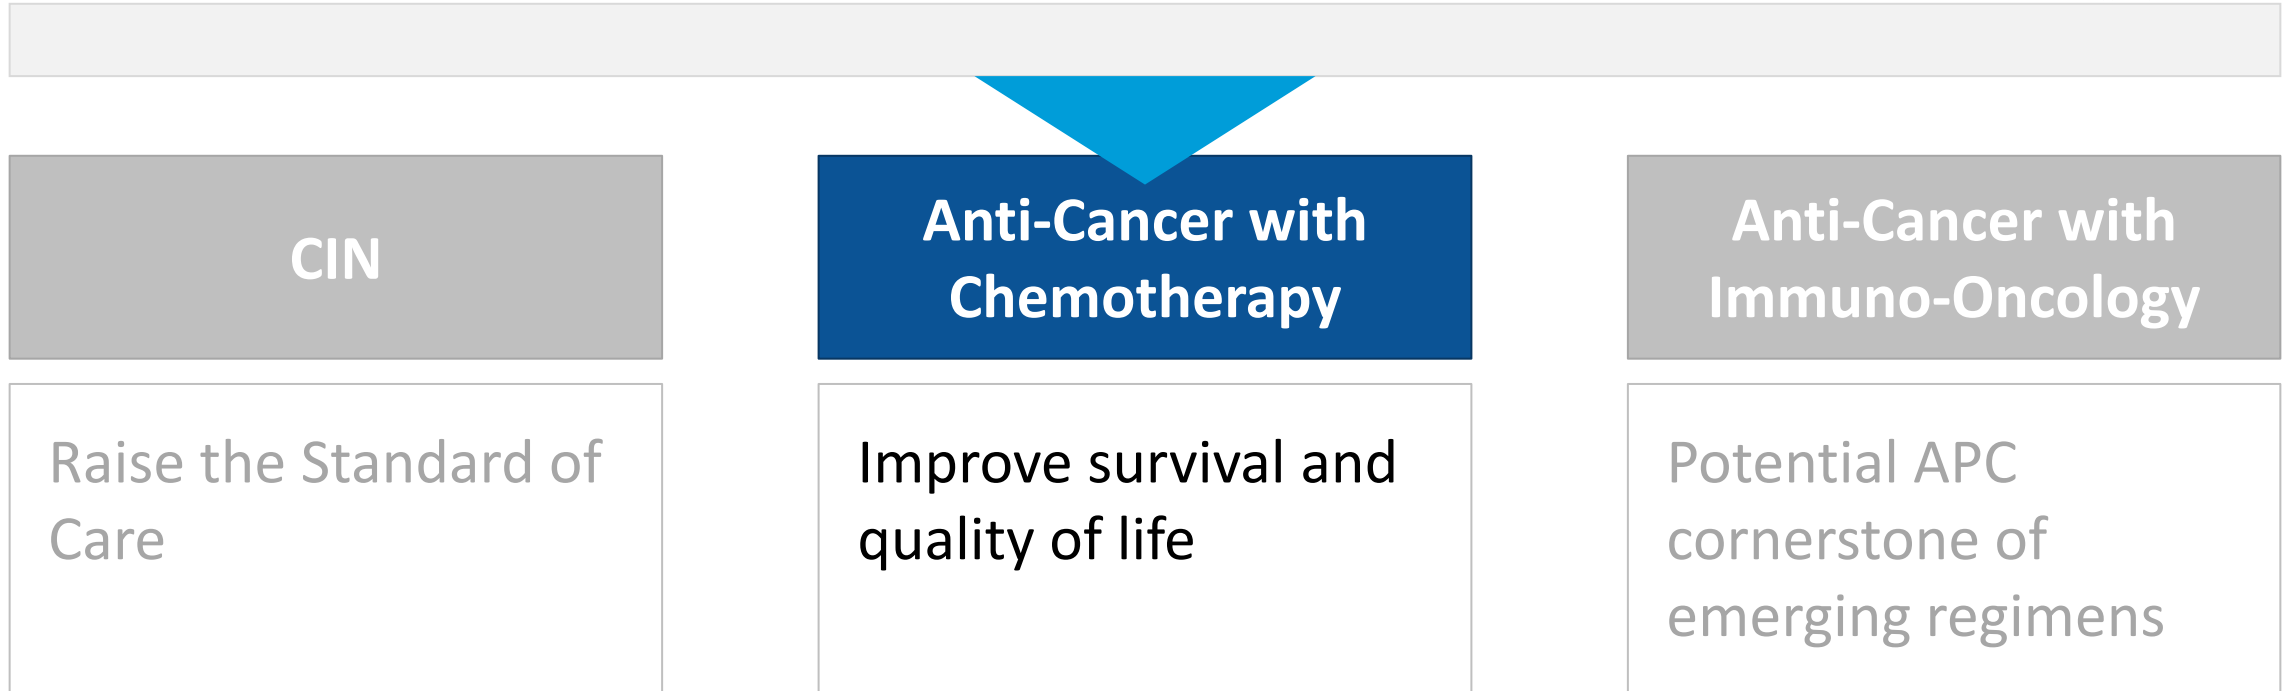 CIN
Raise the Standard of
Care
Anti-Cancer with
Chemotherapy
Improve survival and
quality of life
Anti-Cancer with
Immuno-Oncology
Potential APC
cornerstone of
emerging regimens